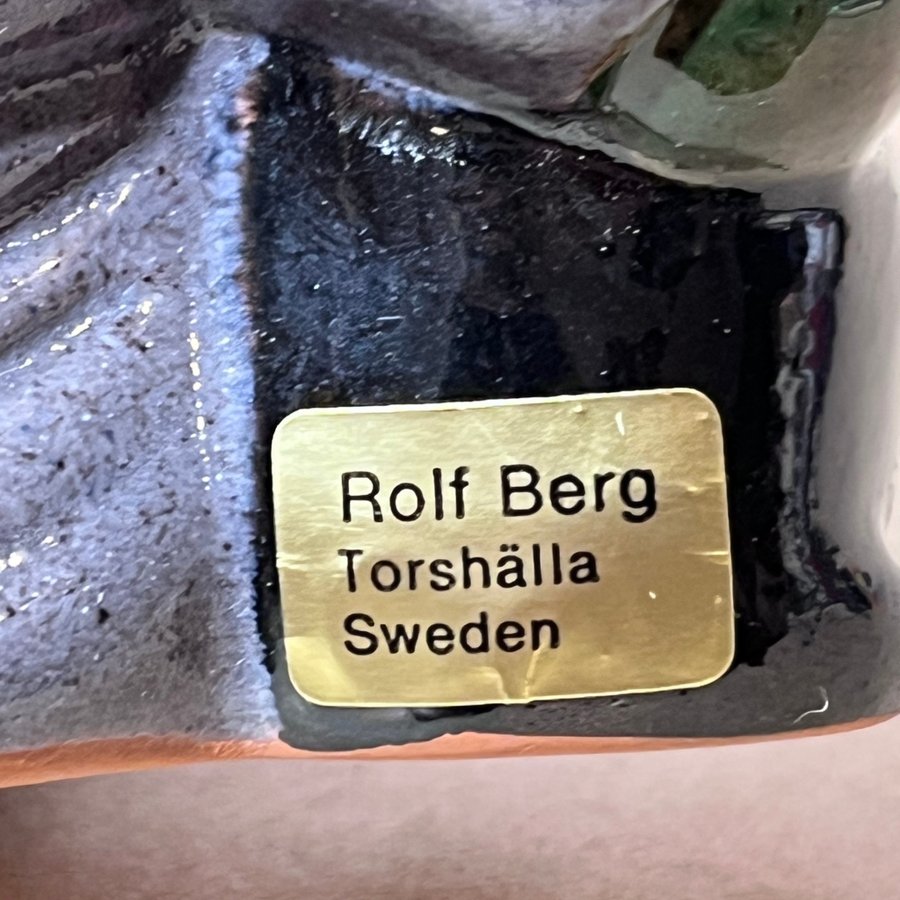 Rolf Berg
Torshälla
Sweden